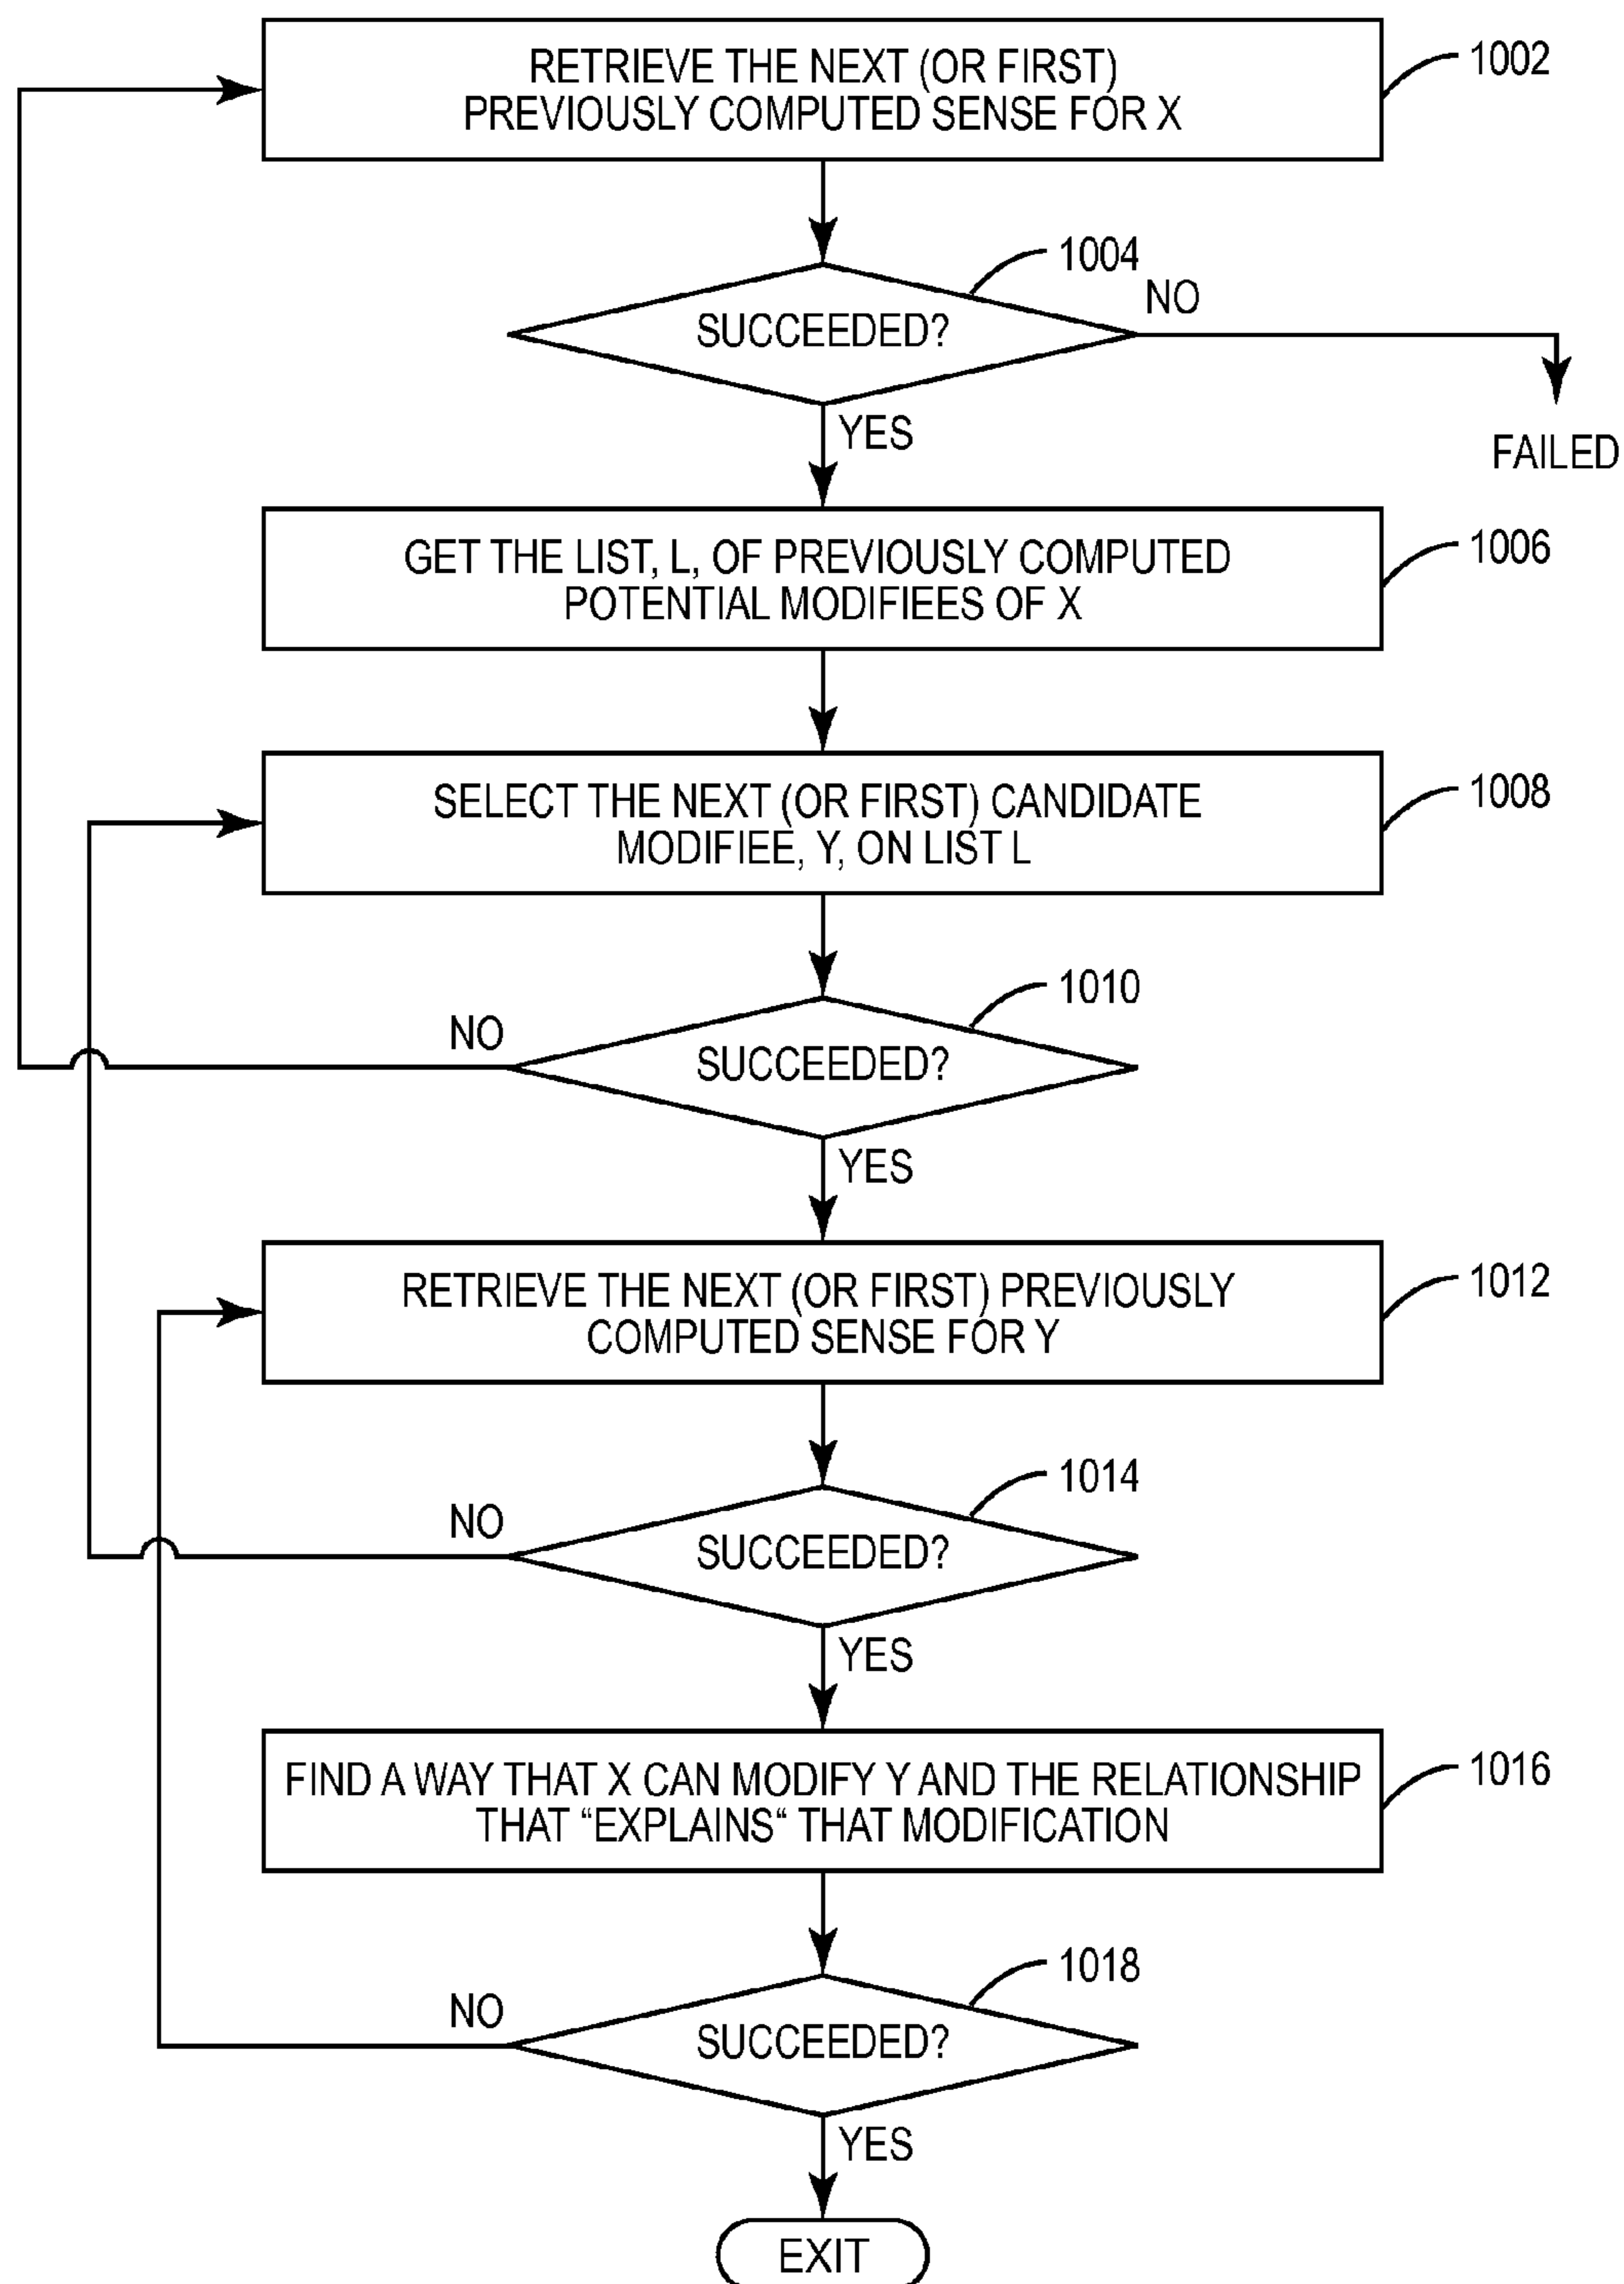 RETRIEVE THE NEXT (OR FIRST)
PREVIOUSLY COMPUTED SENSE FOR X
1002
1004
SUCCEEDED?
NO
YES
FAILED
GET THE LIST, L, OF PREVIOUSLY COMPUTED
POTENTIAL MODIFIEES OF X
1006
SELECT THE NEXT (OR FIRST) CANDIDATE
MODIFIEE, Y, ON LIST L
1008
1010
NO
SUCCEEDED?
YES
RETRIEVE THE NEXT (OR FIRST) PREVIOUSLY
COMPUTED SENSE FOR Y
1012
1014
NO
SUCCEEDED?
YES
FIND A WAY THAT X CAN MODIFY Y AND THE RELATIONSHIP
THAT “EXPLAINS“ THAT MODIFICATION
1016
1018
NO
SUCCEEDED?
YES
EXIT